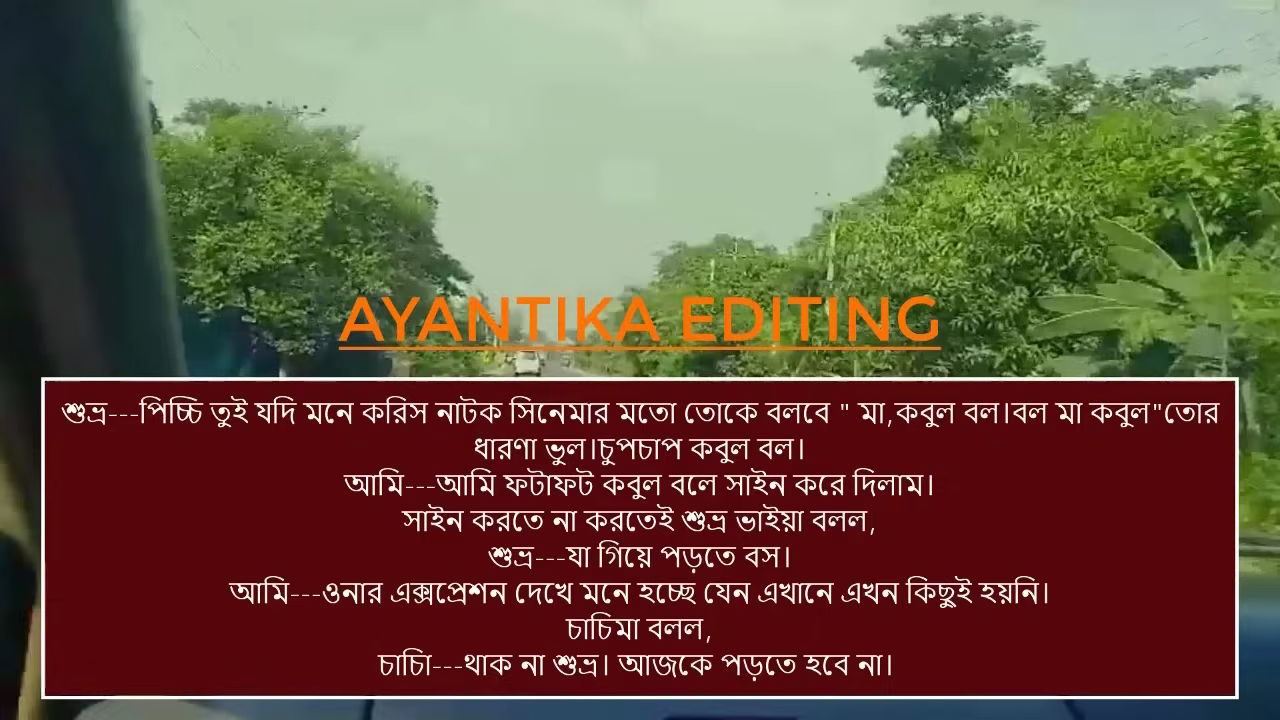 AYANTIKA EDITING
শুভ্র---পিচ্চি তুই যদি মনে করিস নাটক সিনেমার মতো তোকে বলবে " মা,কবুল বল।বল মা কবুল"তোর
ধারণা ভুল।চুপচাপ কবুল বল।
আমি---আমি ফটাফট কবুল বলে সাইন করে দিলাম।
সাইন করতে না করতেই শুভ্র ভাইয়া বলল,
শুভ্র---যা গিয়ে পড়তে বস।
আমি---ওনার এক্সপ্রেশন দেখে মনে হচ্ছে যেন এখানে এখন কিছুই হয়নি।
চাচিমা বলল,
চাচিা---থাক না শুভ্র। আজকে পড়তে হবে না।